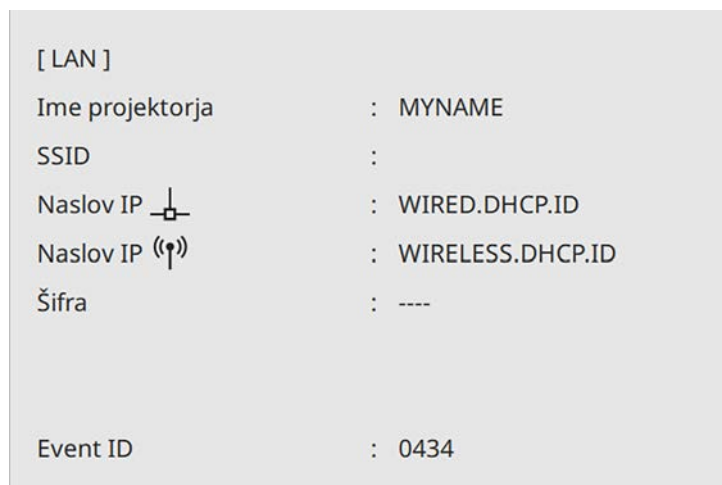 [ LAN ]
Ime projektorja : MYNAME
SSID :
Naslov IP : WIRED.DHCP.ID
Naslov IP : WIRELESS.DHCP.ID
Šifra : ----
Event ID : 0434